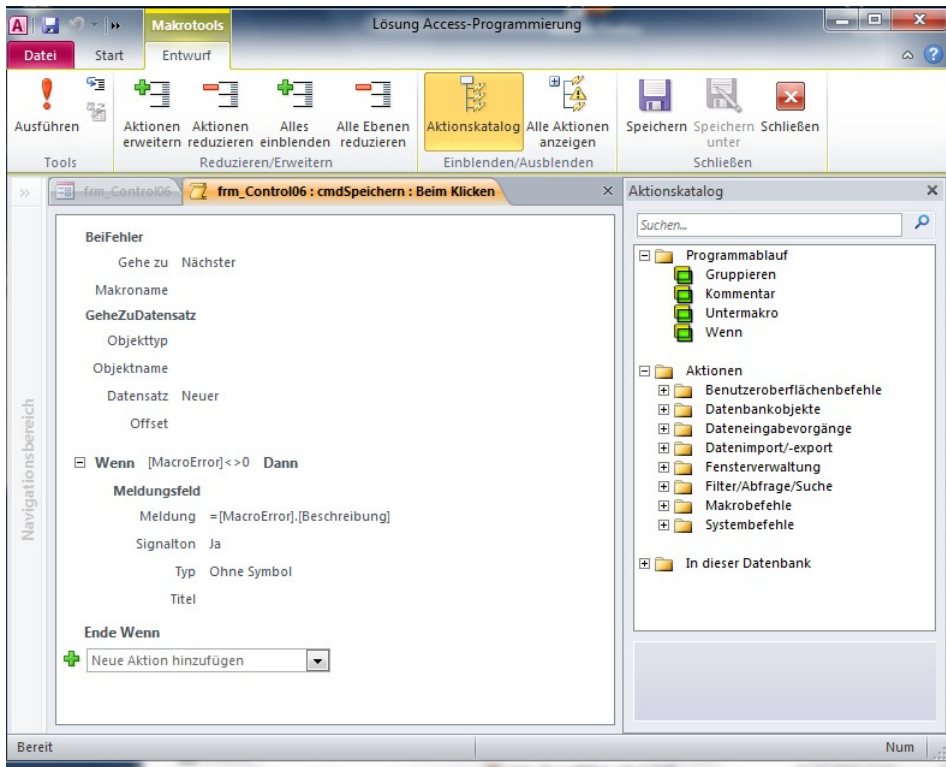 Makrotools
Lösung Access-Programmierung
Datei
Start
Entwurf
Ausführen
Aktionen erweitern
Aktionen reduzieren
Alles einblenden
Alle Ebenen reduzieren
Aktionskatalog
Alle Aktionen anzeigen
Speichern
Speichern unter
Schließen
Tools
Reduzieren/Erweitern
Einblenden/Ausblenden
Schließen
frm_Control06
frm_Control06 : cmdSpeichern : Beim Klicken
Navigationsbereich
BeiFehler
Gehe zu Nächster
Makroname
GeheZuDatensatz
Objekttyp
Objektname
Datensatz Neuer
Offset
Wenn [MacroError]<>0 Dann
Meldungsfeld
Meldung =[MacroError].[Beschreibung]
Signalton Ja
Typ Ohne Symbol
Titel
Ende Wenn
Neue Aktion hinzufügen
Aktionskatalog
Suchen...
Programmablauf
Gruppieren
Kommentar
Untermakro
Wenn
Aktionen
Benutzeroberflächenbefehle
Datenbankobjekte
Dateneingabevorgänge
Datenimport/-export
Fensterverwaltung
Filter/Abfrage/Suche
Makrobefehle
Systembefehle
In dieser Datenbank
Bereit
Num